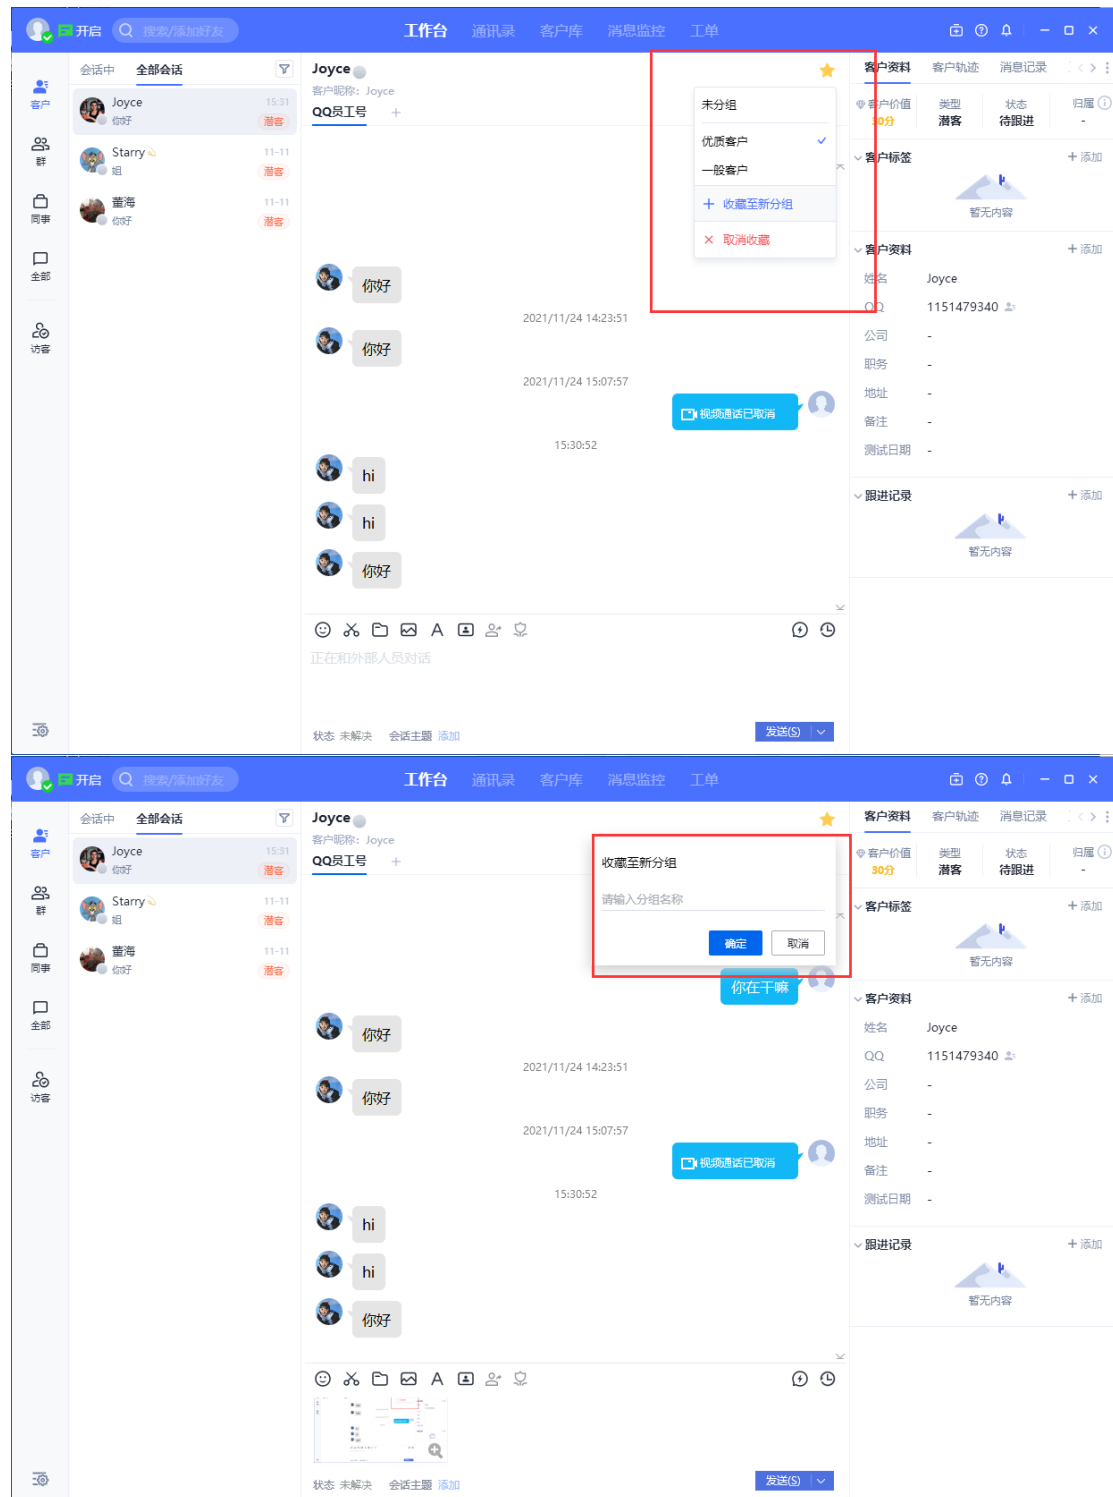 开启 搜索/添加好友 工作台 通讯录 客户库 消息监控 工单
客户
群
同事
全部
访客
会话中 全部会话
Joyce 15:31
你好 潜客
Starry 11-11
姐 潜客
董海 11-11
你好 潜客
Joyce
客户昵称: Joyce
QQ员工号 +
未分组
优质客户
一般客户
+ 收藏至新分组
× 取消收藏
你好
2021/11/24 14:23:51
你好
2021/11/24 15:07:57
视频通话已取消
15:30:52
hi
hi
你好
正在和外部人员对话
状态 未解决 会话主题 添加
发送(S)
客户资料 客户轨迹 消息记录
客户价值 类型 状态 归属
30分 潜客 待跟进 -
客户标签 + 添加
暂无内容
客户资料 + 添加
姓名 Joyce
QQ 1151479340
公司 -
职务 -
地址 -
备注 -
测试日期 -
跟进记录 + 添加
暂无内容
开启 搜索/添加好友 工作台 通讯录 客户库 消息监控 工单
客户
群
同事
全部
访客
会话中 全部会话
Joyce 15:31
你好 潜客
Starry 11-11
姐 潜客
董海 11-11
你好 潜客
Joyce
客户昵称: Joyce
QQ员工号 +
收藏至新分组
请输入分组名称
确定 取消
你在干嘛
你好
2021/11/24 14:23:51
你好
2021/11/24 15:07:57
视频通话已取消
15:30:52
hi
hi
你好
状态 未解决 会话主题 添加
发送(S)
客户资料 客户轨迹 消息记录
客户价值 类型 状态 归属
30分 潜客 待跟进 -
客户标签 + 添加
暂无内容
客户资料 + 添加
姓名 Joyce
QQ 1151479340
公司 -
职务 -
地址 -
备注 -
测试日期 -
跟进记录 + 添加
暂无内容